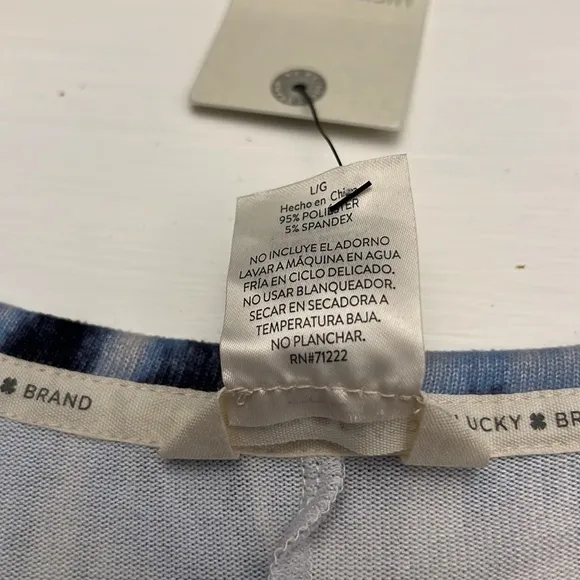 L/G
Hecho en China
95% POLIÉSTER
5% SPANDEX
NO INCLUYE EL ADORNO
LAVAR A MÁQUINA EN AGUA
FRÍA EN CICLO DELICADO.
NO USAR BLANQUEADOR.
SECAR EN SECADORA A
TEMPERATURA BAJA.
NO PLANCHAR.
RN#71222
BRAND
LUCKY BR